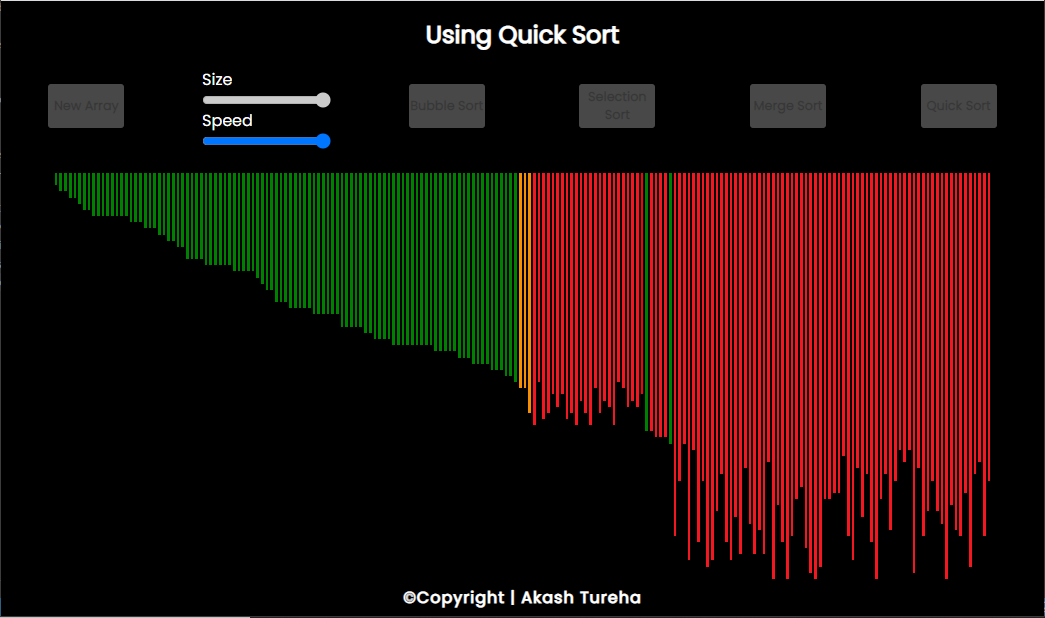 Using Quick Sort
Size
New Array
Bubble Sort
Selection
Sort
Merge Sort
Quick Sort
Speed
©Copyright | Akash Tureha